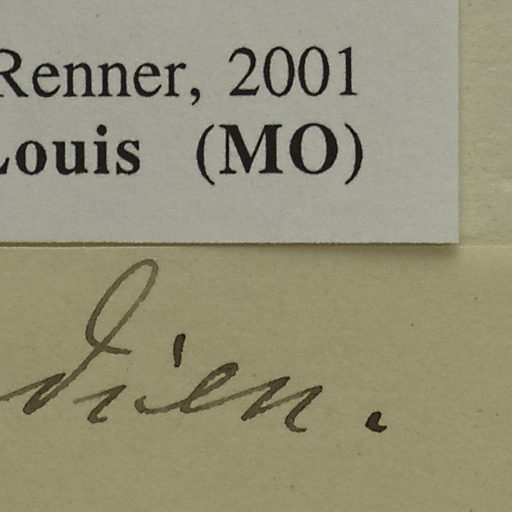 Renner, 2001
Louis (MO)
dien.